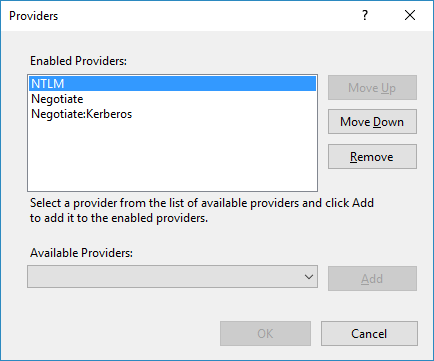 Providers
?
Enabled Providers:
NTLM
Negotiate
Negotiate:Kerberos
Move Up
Move Down
Remove
Select a provider from the list of available providers and click Add
to add it to the enabled providers.
Available Providers:
Add
OK
Cancel